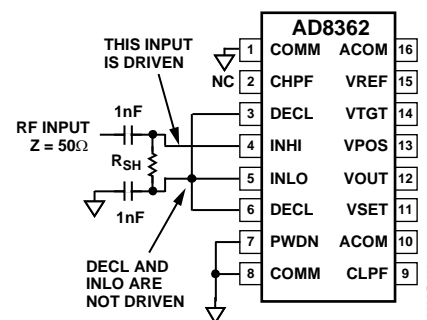 AD8362
THIS INPUT
IS DRIVEN
1 COMM ACOM 16
NC 2 CHPF VREF 15
1nF
3 DECL VTGT 14
RF INPUT
Z = 50Ω
4 INHI VPOS 13
RSH
5 INLO VOUT 12
1nF
6 DECL VSET 11
7 PWDN ACOM 10
DECL AND
INLO ARE
NOT DRIVEN
8 COMM CLPF 9